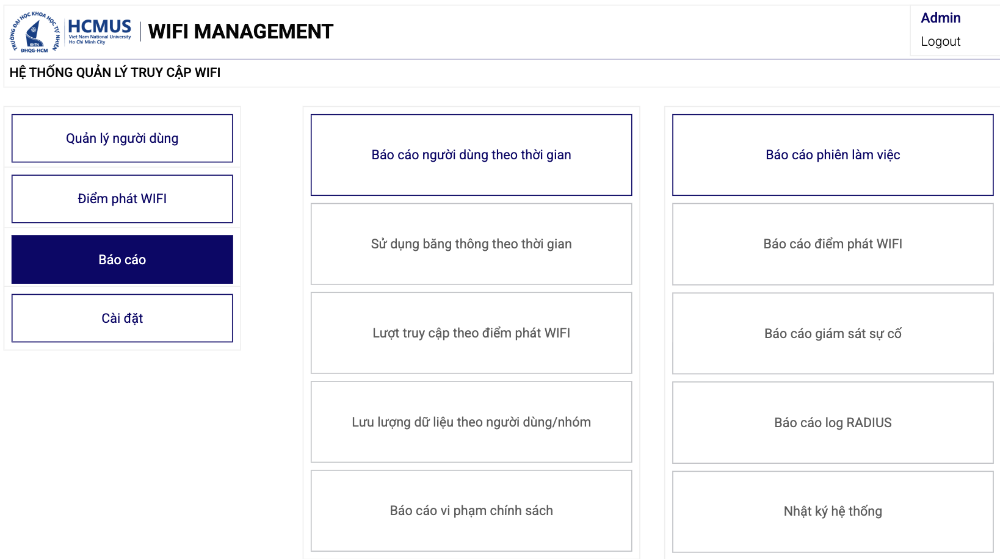 TRƯỜNG ĐẠI HỌC KHOA HỌC TỰ NHIÊN
KHTN
ĐHQG-HCM
HCMUS
Viet Nam National University
Ho Chi Minh City
WIFI MANAGEMENT
Admin
Logout
HỆ THỐNG QUẢN LÝ TRUY CẬP WIFI
Quản lý người dùng
Điểm phát WIFI
Báo cáo
Cài đặt
Báo cáo người dùng theo thời gian
Sử dụng băng thông theo thời gian
Lượt truy cập theo điểm phát WIFI
Lưu lượng dữ liệu theo người dùng/nhóm
Báo cáo vi phạm chính sách
Báo cáo phiên làm việc
Báo cáo điểm phát WIFI
Báo cáo giám sát sự cố
Báo cáo log RADIUS
Nhật ký hệ thống